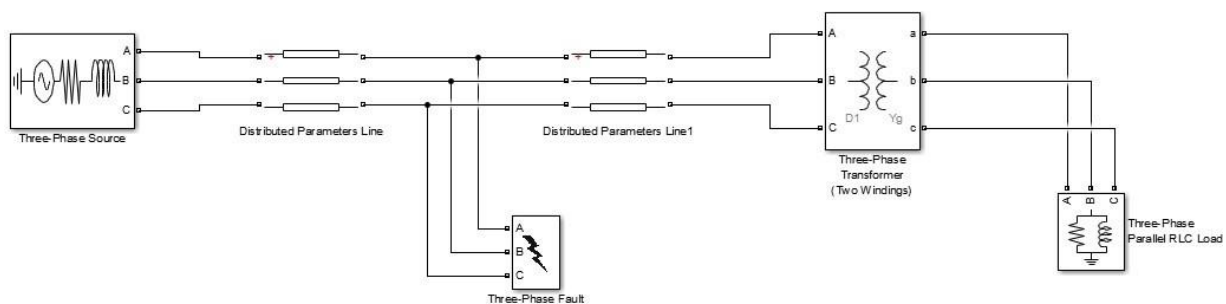 A
B
C
Three-Phase Source
Distributed Parameters Line
Distributed Parameters Line1
A
B
C
Three-Phase Fault
A
B
C
D1
Yg
a
b
c
Three-Phase
Transformer
(Two Windings)
A
B
C
Three-Phase
Parallel RLC Load